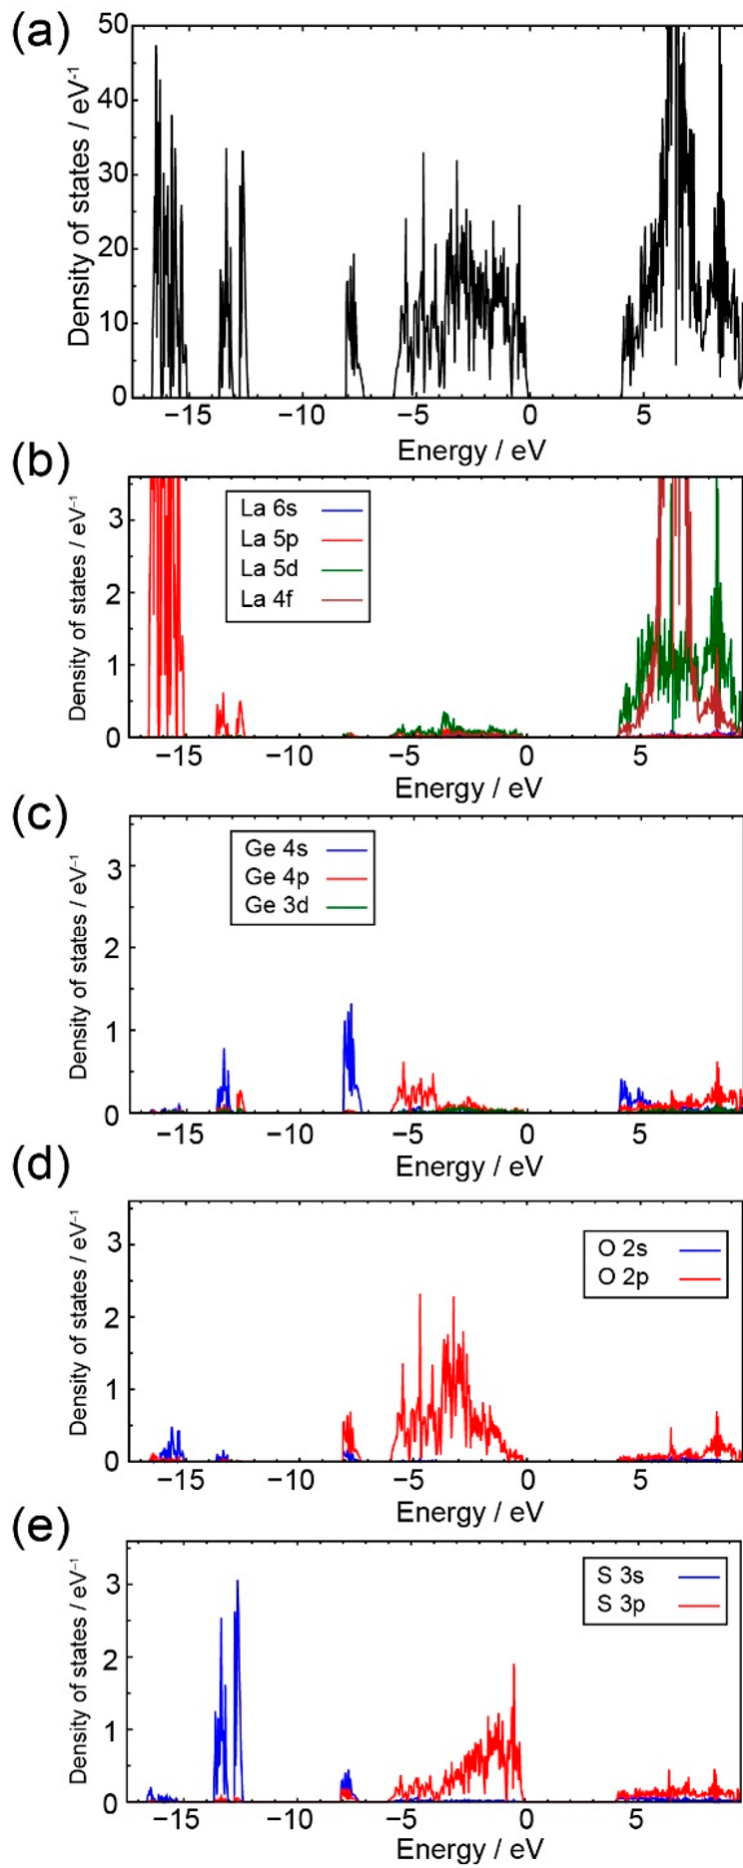 (a)
Density of states / eV⁻¹
50
40
30
20
10
0
−15 −10 −5 0 5
Energy / eV
(b)
Density of states / eV⁻¹
3
2
1
0
La 6s
La 5p
La 5d
La 4f
−15 −10 −5 0 5
Energy / eV
(c)
Density of states / eV⁻¹
3
2
1
0
Ge 4s
Ge 4p
Ge 3d
−15 −10 −5 0 5
Energy / eV
(d)
Density of states / eV⁻¹
3
2
1
0
O 2s
O 2p
−15 −10 −5 0 5
Energy / eV
(e)
Density of states / eV⁻¹
3
2
1
0
S 3s
S 3p
−15 −10 −5 0 5
Energy / eV